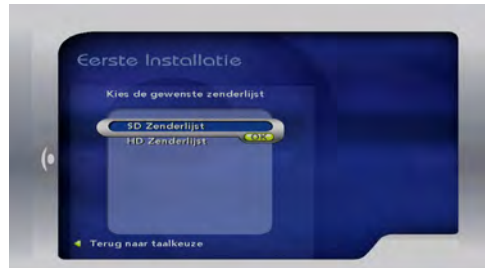 Eerste Installatie
Kies de gewenste zenderlijst
SD Zenderlijst
OK
HD Zenderlijst
Terug naar taalkeuze